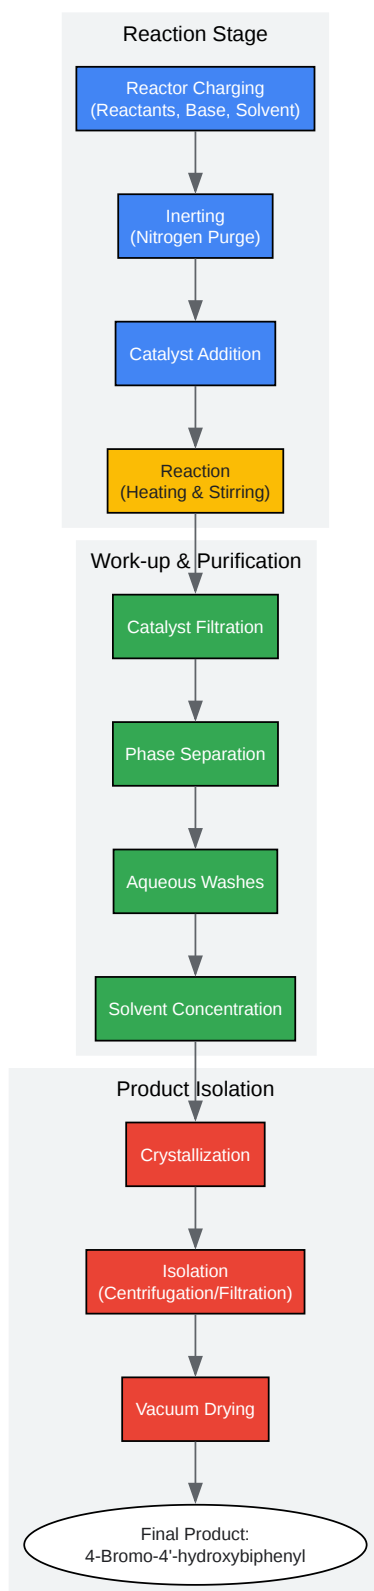 Reaction Stage
Reactor Charging
(Reactants, Base, Solvent)
Inerting
(Nitrogen Purge)
Catalyst Addition
Reaction
(Heating & Stirring)
Work-up & Purification
Catalyst Filtration
Phase Separation
Aqueous Washes
Solvent Concentration
Product Isolation
Crystallization
Isolation
(Centrifugation/Filtration)
Vacuum Drying
Final Product:
4-Bromo-4'-hydroxybiphenyl